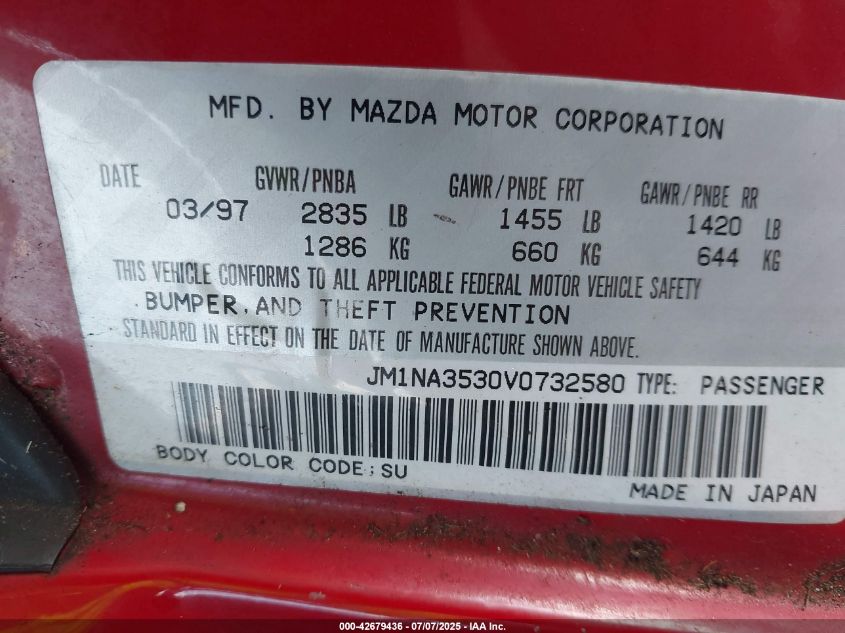 MFD. BY MAZDA MOTOR CORPORATION
DATE GVWR/PNBA GAWR/PNBE FRT GAWR/PNBE RR
03/97 2835 LB 1455 LB 1420 LB
1286 KG 660 KG 644 KG
THIS VEHICLE CONFORMS TO ALL APPLICABLE FEDERAL MOTOR VEHICLE SAFETY
BUMPER, AND THEFT PREVENTION
STANDARD IN EFFECT ON THE DATE OF MANUFACTURE SHOWN ABOVE.
JM1NA3530V0732580 TYPE: PASSENGER
BODY COLOR CODE: SU
MADE IN JAPAN
000-42679436 - 07/07/2025 - IAA Inc.